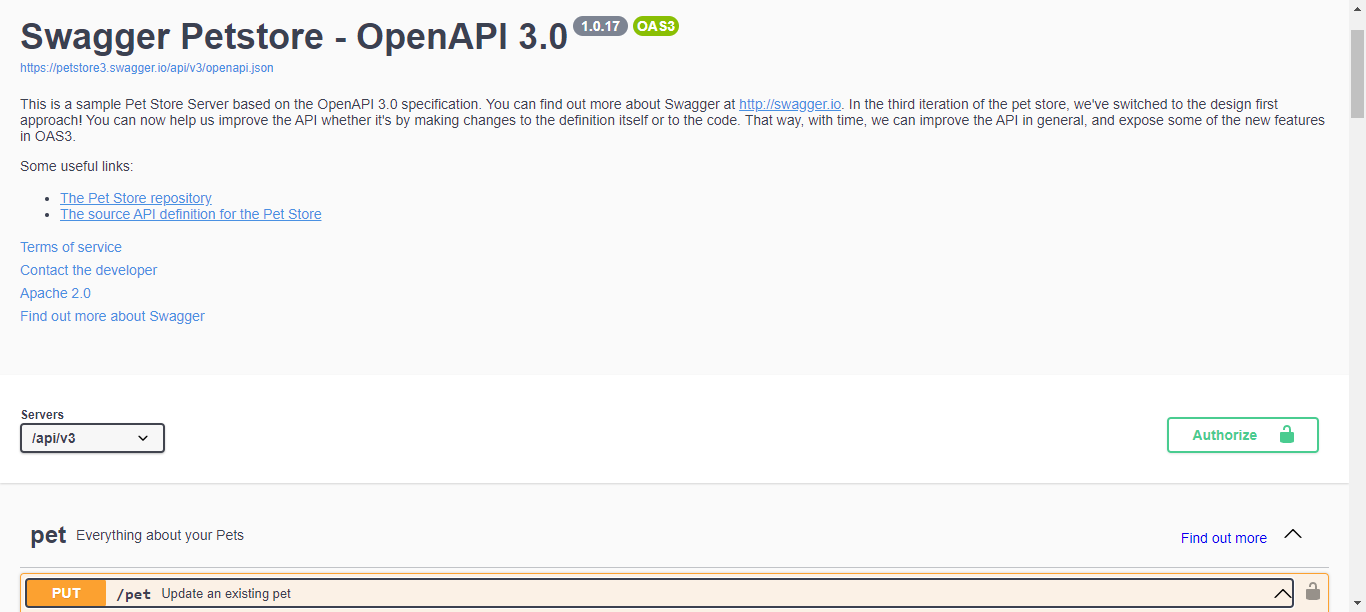 Swagger Petstore - OpenAPI 3.0 1.0.17 OAS3
https://petstore3.swagger.io/api/v3/openapi.json
This is a sample Pet Store Server based on the OpenAPI 3.0 specification. You can find out more about Swagger at http://swagger.io. In the third iteration of the pet store, we've switched to the design first
approach! You can now help us improve the API whether it's by making changes to the definition itself or to the code. That way, with time, we can improve the API in general, and expose some of the new features
in OAS3.
Some useful links:
• The Pet Store repository
• The source API definition for the Pet Store
Terms of service
Contact the developer
Apache 2.0
Find out more about Swagger
Servers
/api/v3
Authorize
pet Everything about your Pets
Find out more
PUT /pet Update an existing pet